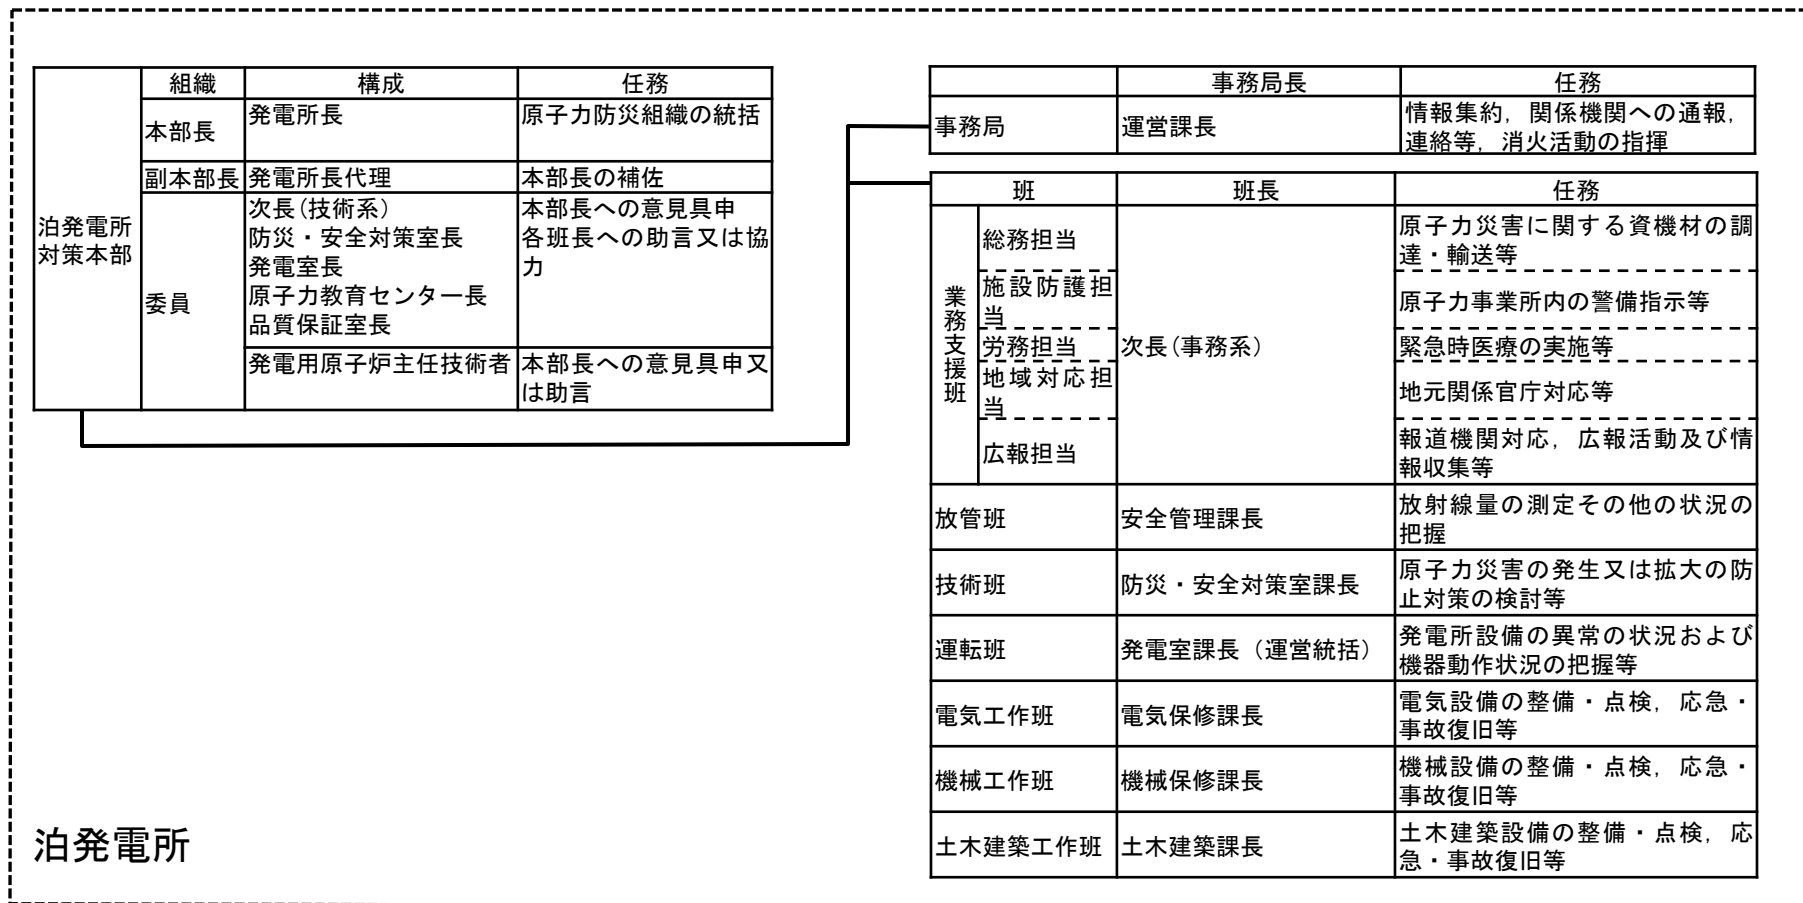 組織 構成 任務
泊発電所
対策本部
本部長 発電所長 原子力防災組織の統括
副本部長 発電所長代理 本部長の補佐
委員
次長(技術系)
防災・安全対策室長
発電室長
原子力教育センター長
品質保証室長
本部長への意見具申
各班長への助言又は協
力
発電用原子炉主任技術者
本部長への意見具申又
は助言
事務局長 任務
事務局 運営課長
情報集約，関係機関への通報，
連絡等，消火活動の指揮
班 班長 任務
業務支援班
次長(事務系)
総務担当
原子力災害に関する資機材の調
達・輸送等
施設防護担
当
原子力事業所内の警備指示等
労務担当 緊急時医療の実施等
地域対応担
当
地元関係官庁対応等
広報担当
報道機関対応，広報活動及び情
報収集等
放管班 安全管理課長
放射線量の測定その他の状況の
把握
技術班 防災・安全対策室課長
原子力災害の発生又は拡大の防
止対策の検討等
運転班 発電室課長（運営統括）
発電所設備の異常の状況および
機器動作状況の把握等
電気工作班 電気保修課長
電気設備の整備・点検，応急・
事故復旧等
機械工作班 機械保修課長
機械設備の整備・点検，応急・
事故復旧等
土木建築工作班 土木建築課長
土木建築設備の整備・点検，応
急・事故復旧等
泊発電所